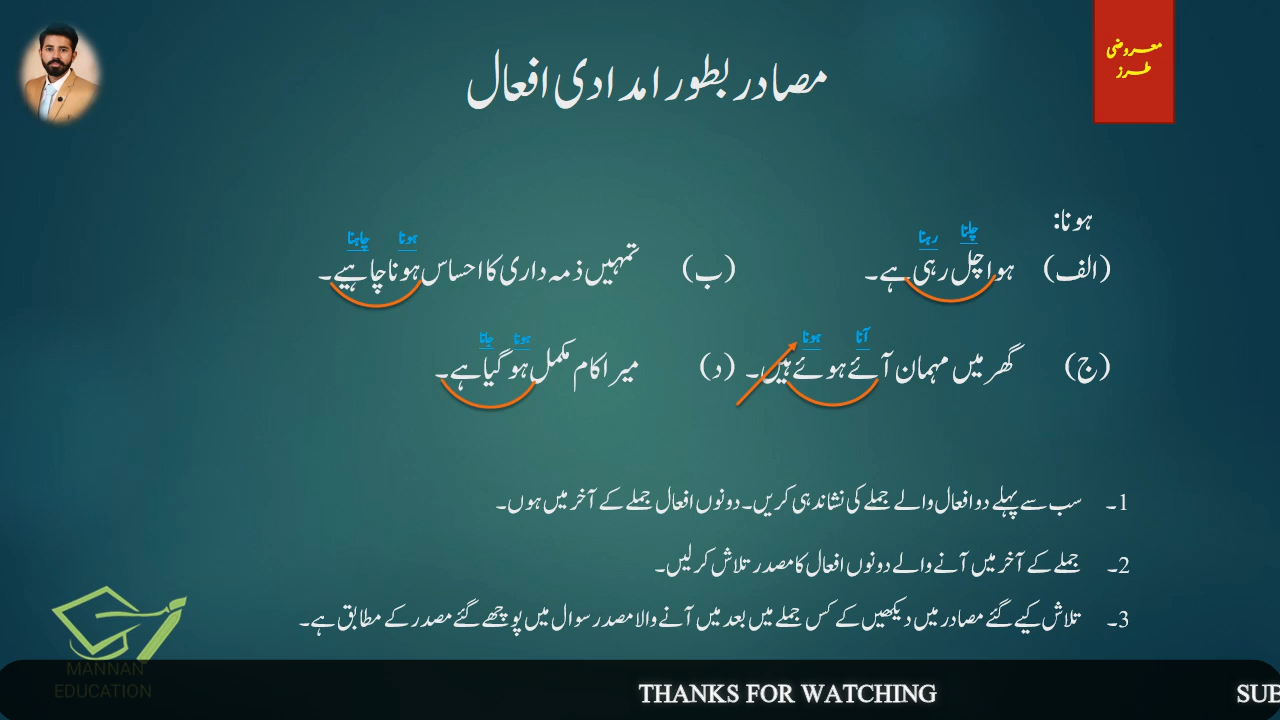 معروضی
طرز
مصادر بطور امدادی افعال
ہونا:
چلنا رہنا
(الف) ہوا چل رہی ہے۔
ہونا چاہنا
(ب) تمہیں ذمہ داری کا احساس ہونا چاہیے۔
آنا ہونا
(ج) گھر میں مہمان آئے ہوئے ہیں۔
ہونا جانا
(د) میرا کام مکمل ہو گیا ہے۔
1۔ سب سے پہلے دو افعال والے جملے کی نشاندہی کریں۔ دونوں افعال جملے کے آخر میں ہوں۔
2۔ جملے کے آخر میں آنے والے دونوں افعال کا مصدر تلاش کر لیں۔
3۔ تلاش کیے گئے مصادر میں دیکھیں کے کس جملے میں بعد میں آنے والا مصدر سوال میں پوچھے گئے مصدر کے مطابق ہے۔
MANNAN
EDUCATION
THANKS FOR WATCHING SUB